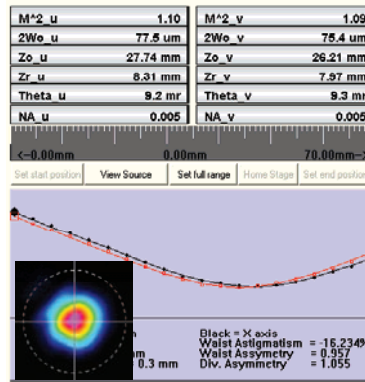 M^2_u 1.10 M^2_v 1.09
2Wo_u 77.5 um 2Wo_v 75.4 um
Zo_u 27.74 mm Zo_v 26.21 mm
Zr_u 8.31 mm Zr_v 7.97 mm
Theta_u 9.2 mr Theta_v 9.3 mr
NA_u 0.005 NA_v 0.005
<-0.00mm 0.00mm 70.00mm->
Set start position View Source Set full range Home Stage Set end position
Black = X axis
Waist Astigmatism = -16.234%
Waist Assymetry = 0.957
0.3 mm Div. Asymmetry = 1.055